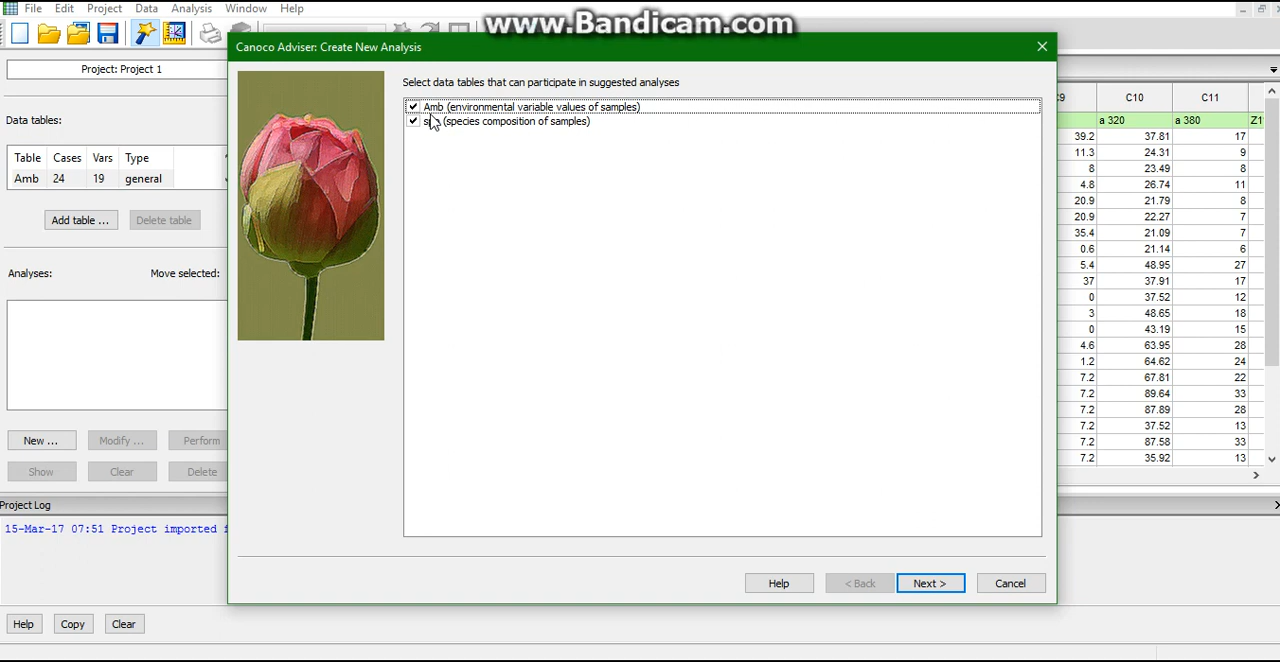 www.Bandicam.com
File Edit Project Data Analysis Window Help
Canoco Adviser: Create New Analysis
Project: Project 1
Data tables:
Table Cases Vars Type
Amb 24 19 general
Add table ... Delete table
Analyses: Move selected:
New ... Modify ... Perform
Show Clear Delete
Project Log
15-Mar-17 07:51 Project imported
Help Copy Clear
Select data tables that can participate in suggested analyses
Amb (environmental variable values of samples)
(species composition of samples)
Help < Back Next > Cancel
C10 C11
a 320 a 380
39.2 37.81 17
11.3 24.31 9
8 23.49 8
4.8 26.74 11
20.9 21.79 8
20.9 22.27 7
35.4 21.09 7
0.6 21.14 6
5.4 48.95 27
37 37.91 17
0 37.52 12
3 48.65 18
0 43.19 15
4.6 63.95 28
1.2 64.62 24
7.2 67.81 22
7.2 89.64 33
7.2 87.89 28
7.2 37.52 13
7.2 87.58 33
7.2 35.92 13